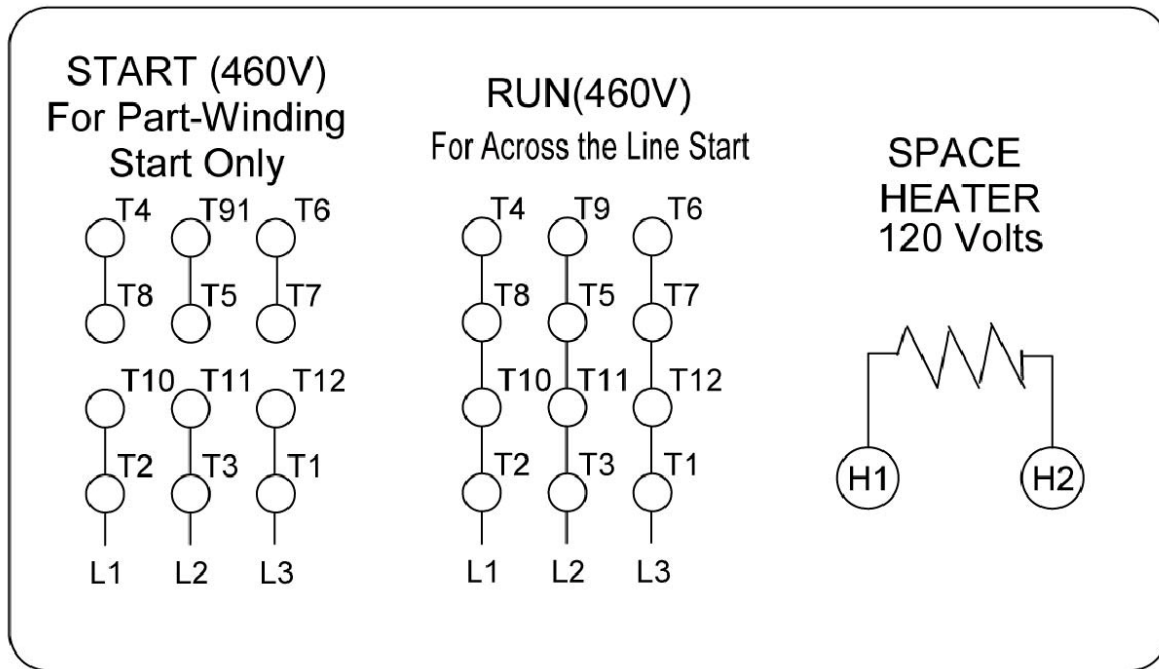 START (460V)
For Part-Winding
Start Only
T4 T91 T6
T8 T5 T7
T10 T11 T12
T2 T3 T1
L1 L2 L3
RUN(460V)
For Across the Line Start
T4 T9 T6
T8 T5 T7
T10 T11 T12
T2 T3 T1
L1 L2 L3
SPACE
HEATER
120 Volts
H1 H2